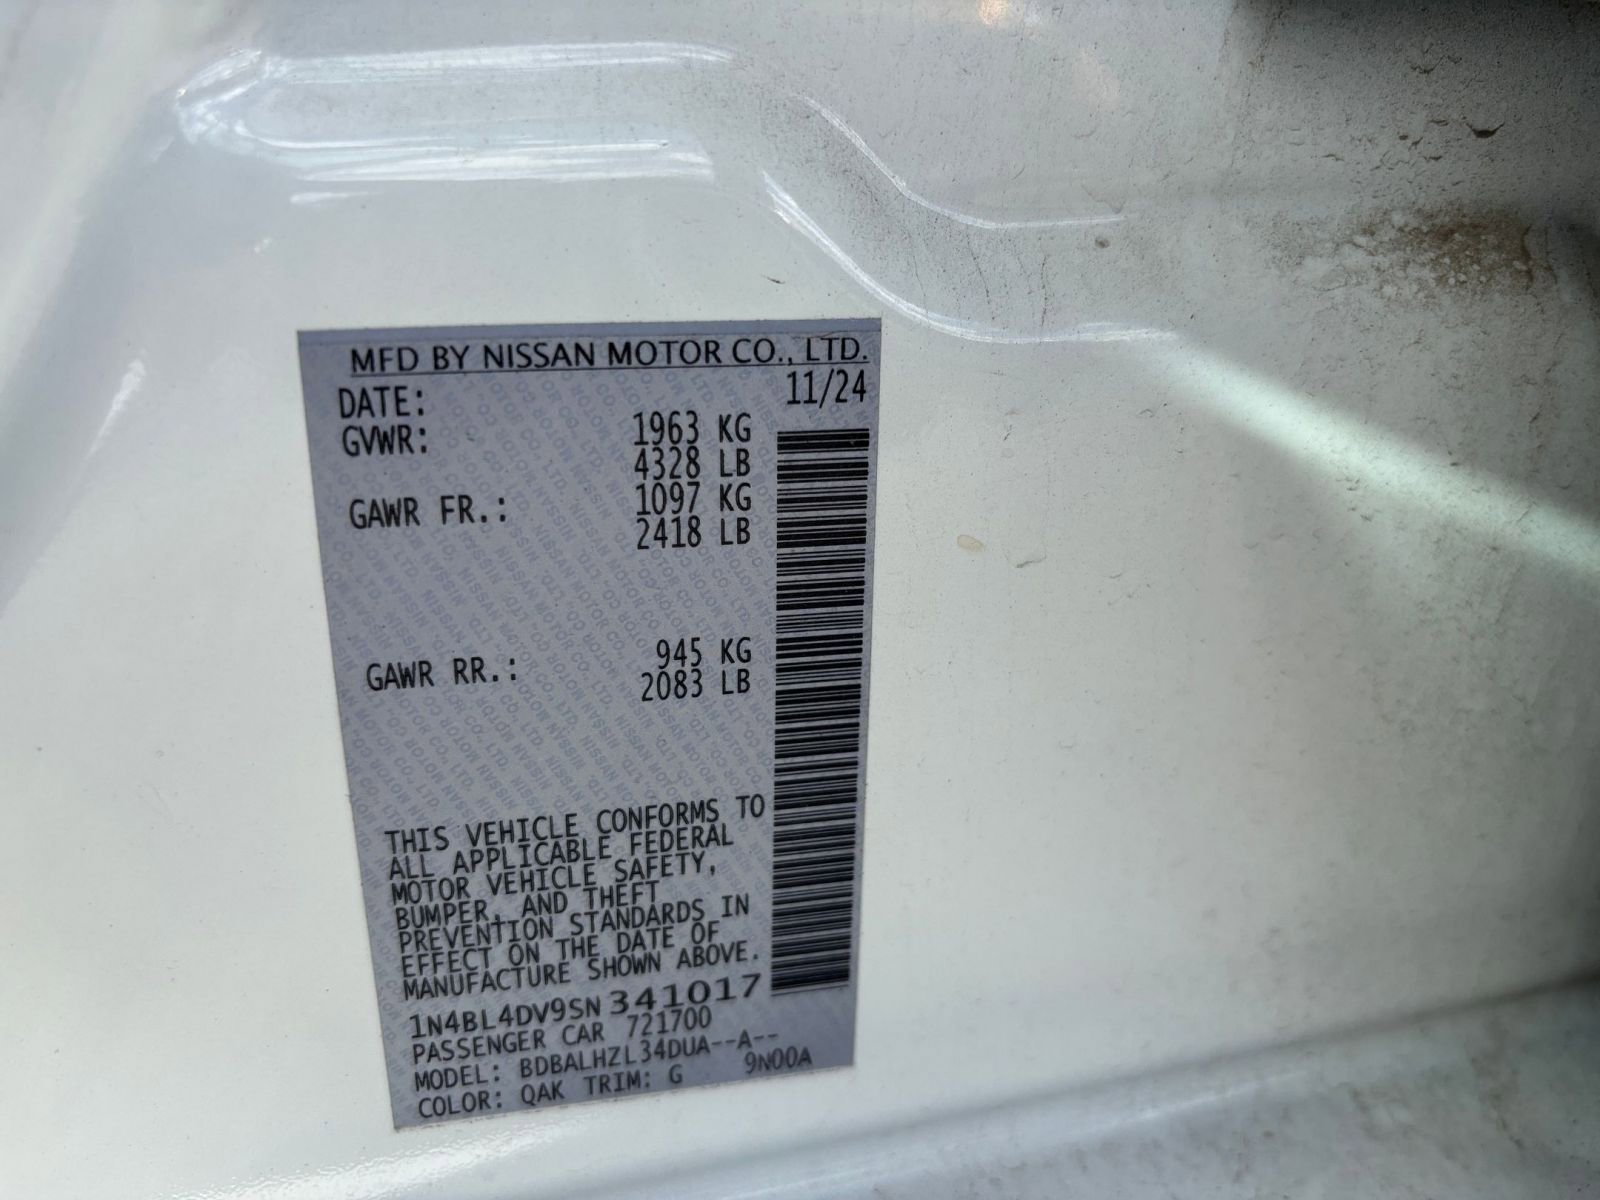 MFD BY NISSAN MOTOR CO., LTD.
DATE: 11/24
GVWR: 1963 KG
4328 LB
GAWR FR.: 1097 KG
2418 LB
GAWR RR.: 945 KG
2083 LB
THIS VEHICLE CONFORMS TO
ALL APPLICABLE FEDERAL
MOTOR VEHICLE SAFETY,
BUMPER, AND THEFT
PREVENTION STANDARDS IN
EFFECT ON THE DATE OF
MANUFACTURE SHOWN ABOVE.
1N4BL4DV9SN341017
PASSENGER CAR 721700
MODEL: BDBALHZL34DUA--A--
COLOR: QAK TRIM: G 9N00A